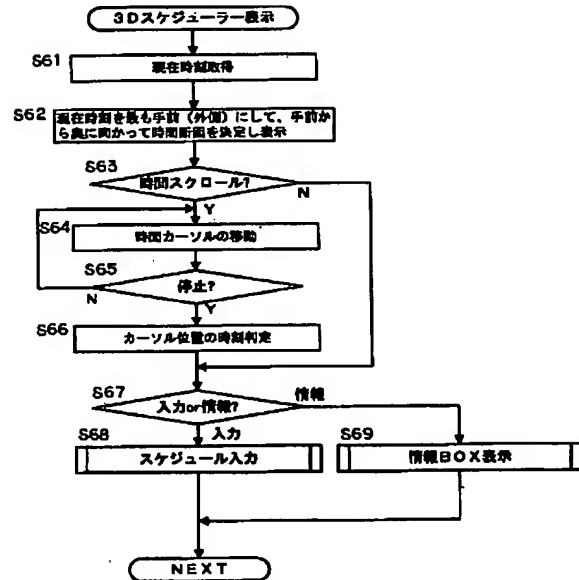 3Dスケジューラー表示
S61
現在時刻取得
S62
現在時刻を最も手前（外側）にして、手前
から奥に向かって時間断面を決定し表示
S63
時間スクロール?
N
Y
S64
時間カーソルの移動
S65
停止?
N
Y
S66
カーソル位置の時刻判定
S67
入力or情報?
情報
入力
S68
スケジュール入力
S69
情報BOX表示
NEXT